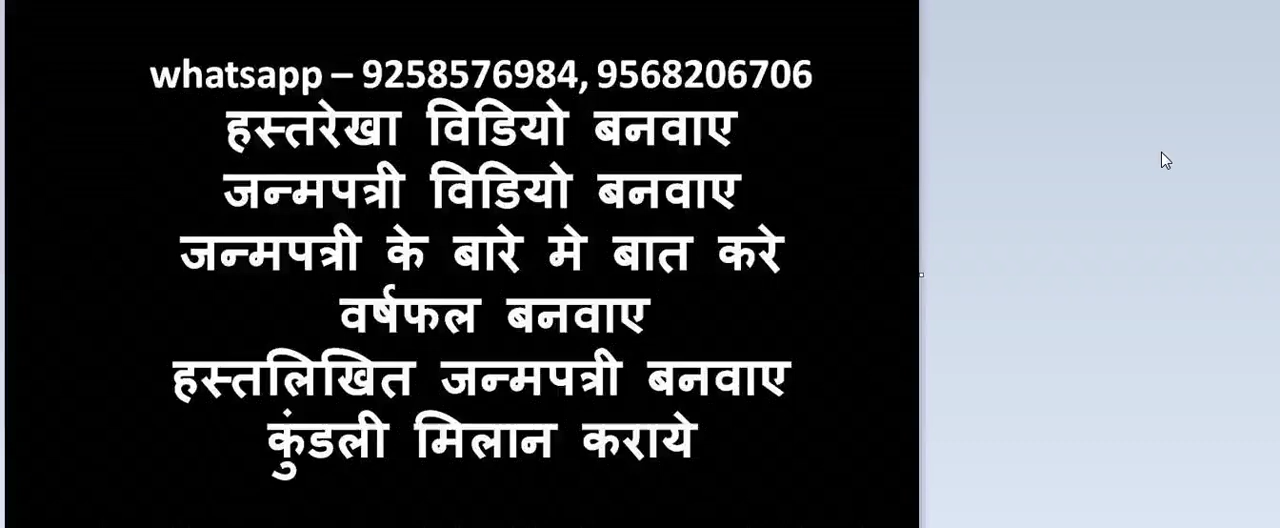 whatsapp – 9258576984, 9568206706
हस्तरेखा विडियो बनवाए
जन्मपत्री विडियो बनवाए
जन्मपत्री के बारे मे बात करे
वर्षफल बनवाए
हस्तलिखित जन्मपत्री बनवाए
कुंडली मिलान कराये